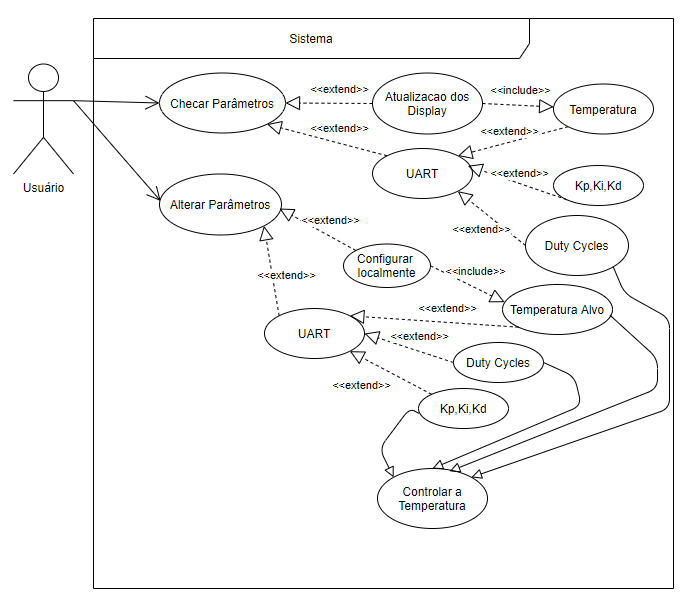 Sistema
Usuário
Checar Parâmetros
<<extend>>
Atualizacao dos
Display
<<include>>
Temperatura
<<extend>>
<<extend>>
UART
<<extend>>
Kp,Ki,Kd
Alterar Parâmetros
<<extend>>
<<extend>>
Duty Cycles
Configurar
localmente
<<include>>
<<extend>>
Temperatura Alvo
<<extend>>
UART
<<extend>>
Duty Cycles
<<extend>>
Kp,Ki,Kd
Controlar a
Temperatura